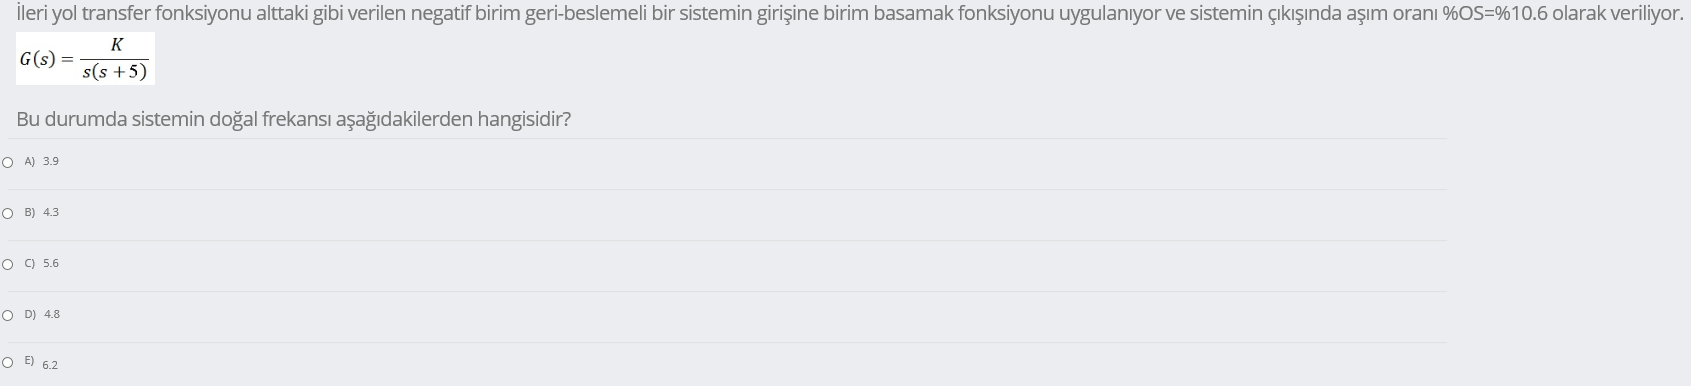 İleri yol transfer fonksiyonu alttaki gibi verilen negatif birim geri-beslemeli bir sistemin girişine birim basamak fonksiyonu uygulanıyor ve sistemin çıkışında aşım oranı %OS=%10.6 olarak veriliyor.
G(s) = K / s(s + 5)
Bu durumda sistemin doğal frekansı aşağıdakilerden hangisidir?
A) 3.9
B) 4.3
C) 5.6
D) 4.8
E) 6.2